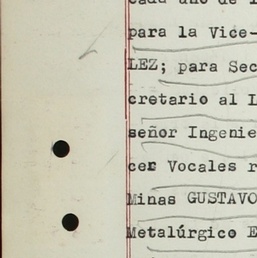 cada año de l
para la Vice-
LEZ; para Sec
cretario al I
señor Ingenie
cer Vocales r
Minas GUSTAVO
Metalúrgico E